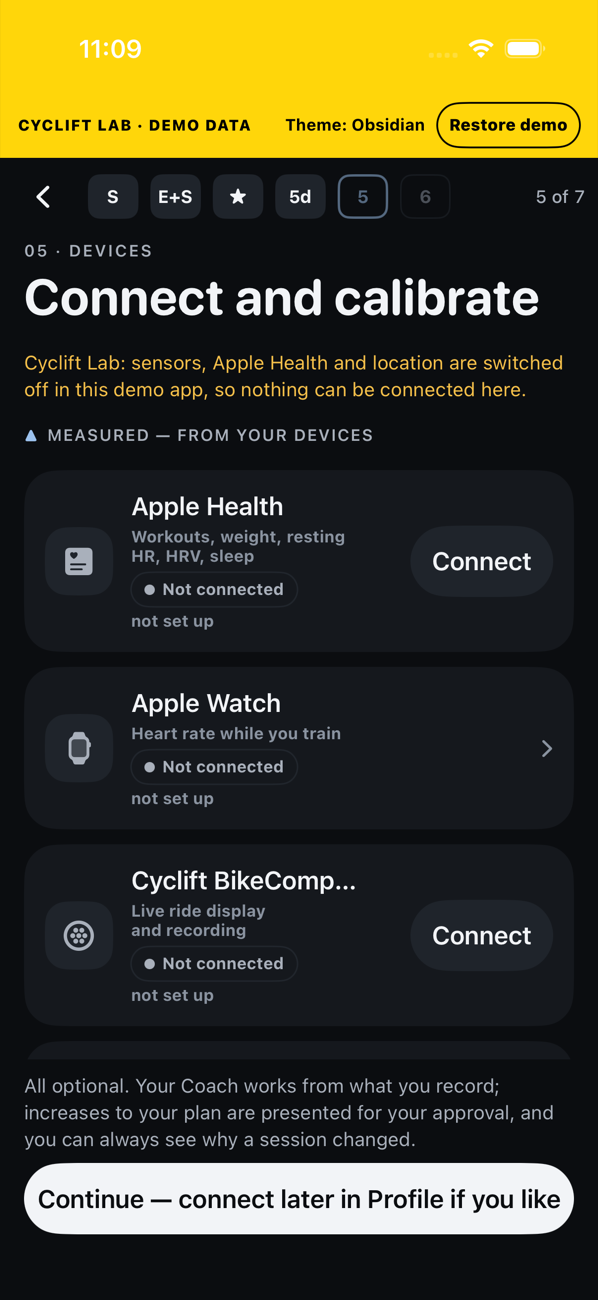 11:09
CYCLIFT LAB · DEMO DATA
Theme: Obsidian
Restore demo
S
E+S
5d
5
6
5 of 7
05 · DEVICES
Connect and calibrate
Cyclift Lab: sensors, Apple Health and location are switched
off in this demo app, so nothing can be connected here.
MEASURED — FROM YOUR DEVICES
Apple Health
Workouts, weight, resting
HR, HRV, sleep
Not connected
not set up
Connect
Apple Watch
Heart rate while you train
Not connected
not set up
Cyclift BikeComp...
Live ride display
and recording
Not connected
not set up
Connect
All optional. Your Coach works from what you record;
increases to your plan are presented for your approval, and
you can always see why a session changed.
Continue — connect later in Profile if you like